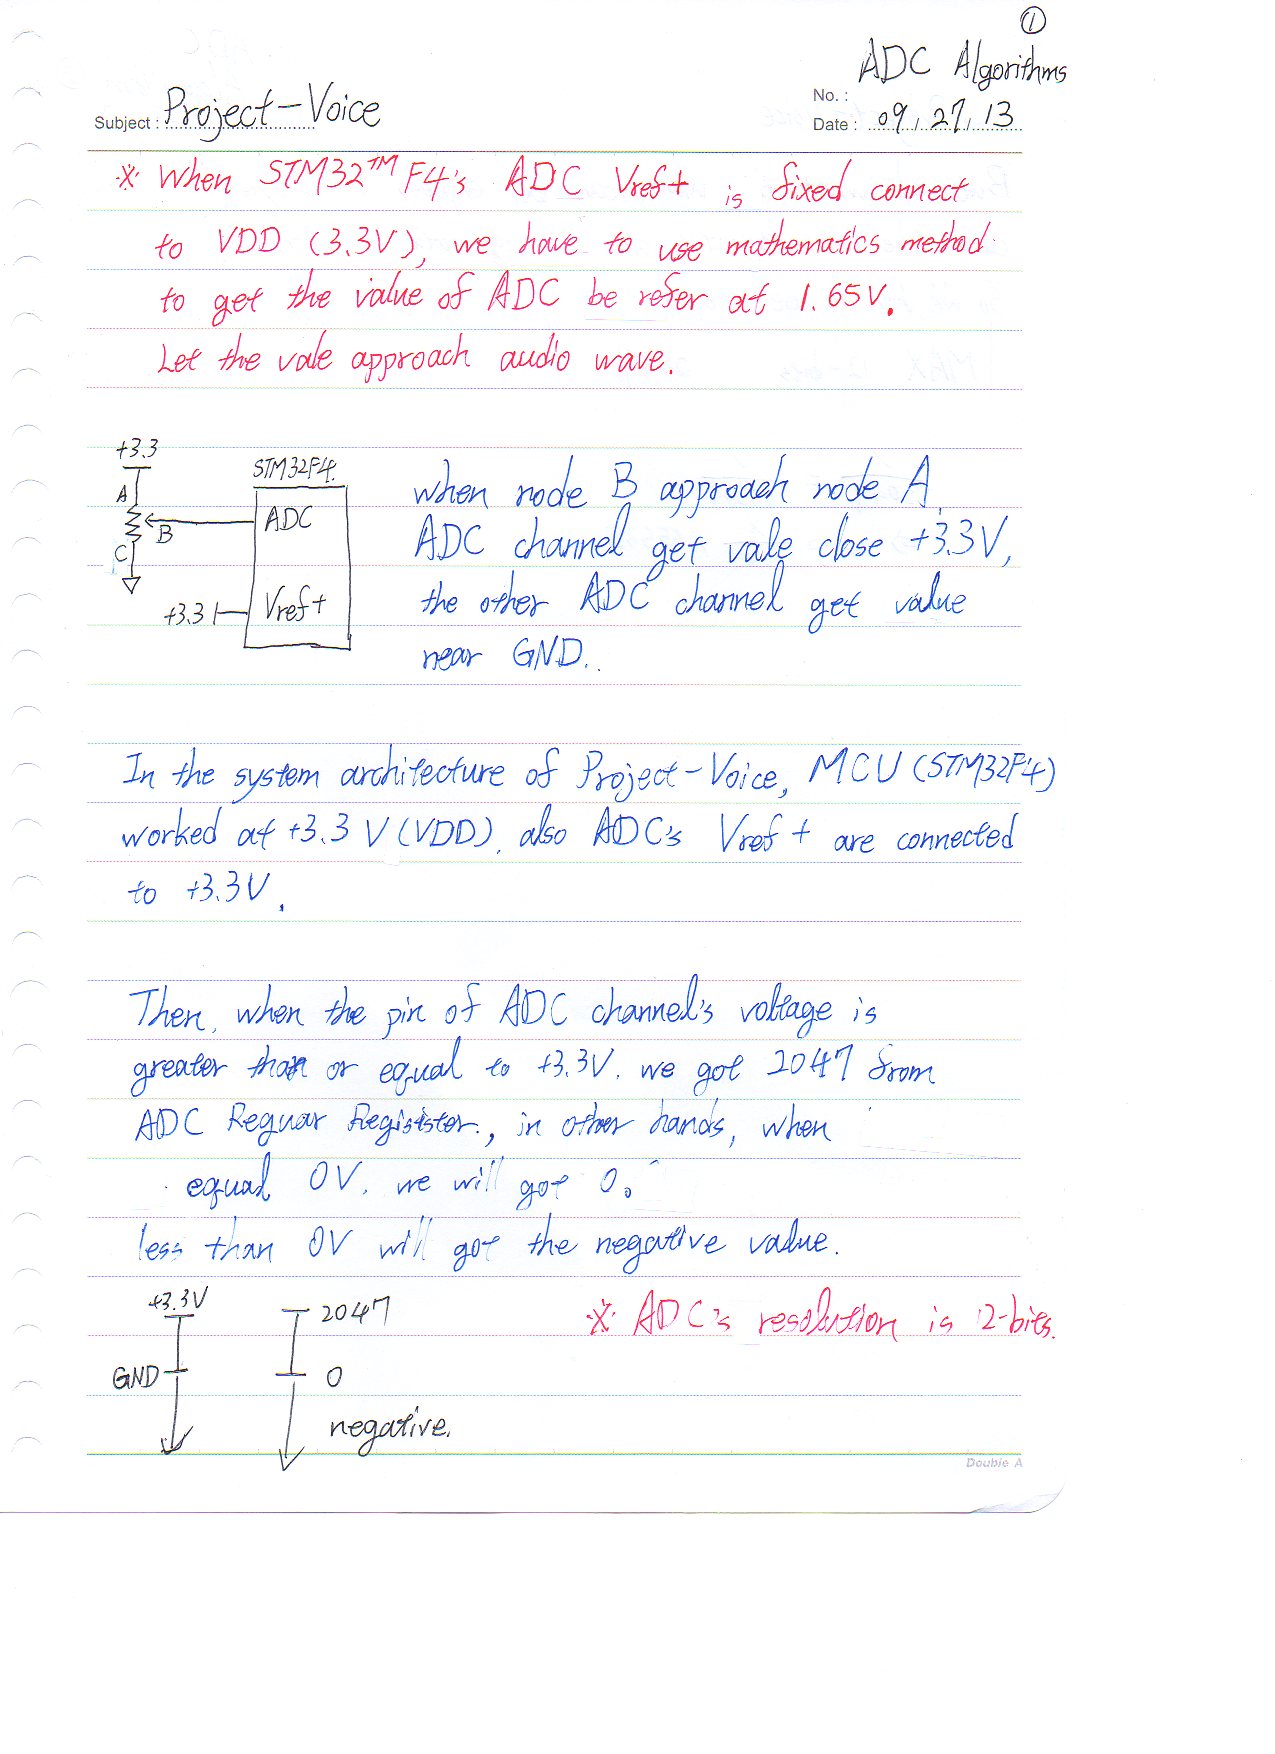 ①
ADC Algorithms
Subject : Project-Voice
No. :
Date : 09, 27, 13
※ When STM32™ F4's ADC Vref+ is fixed connect
to VDD (3.3V), we have to use mathematics method
to get the value of ADC be refer at 1.65V.
Let the vale approach audio wave.
+3.3
A
B
C
STM32F4.
ADC
+3.3
Vref+
when node B approach node A,
ADC channel get vale close +3.3V,
the other ADC channel get value
near GND.
In the system architecture of Project-Voice, MCU (STM32F4)
worked at +3.3 V (VDD), also ADC's Vref + are connected
to +3.3V.
Then, when the pin of ADC channel's voltage is
greater than or equal to +3.3V, we got 2047 from
ADC Reguar Regisister, in other hands, when
equal 0V, we will got 0。
less than 0V will got the negative value.
+3.3V
GND
2047
0
negative.
※ ADC's resolution is 12-bits.
Double A